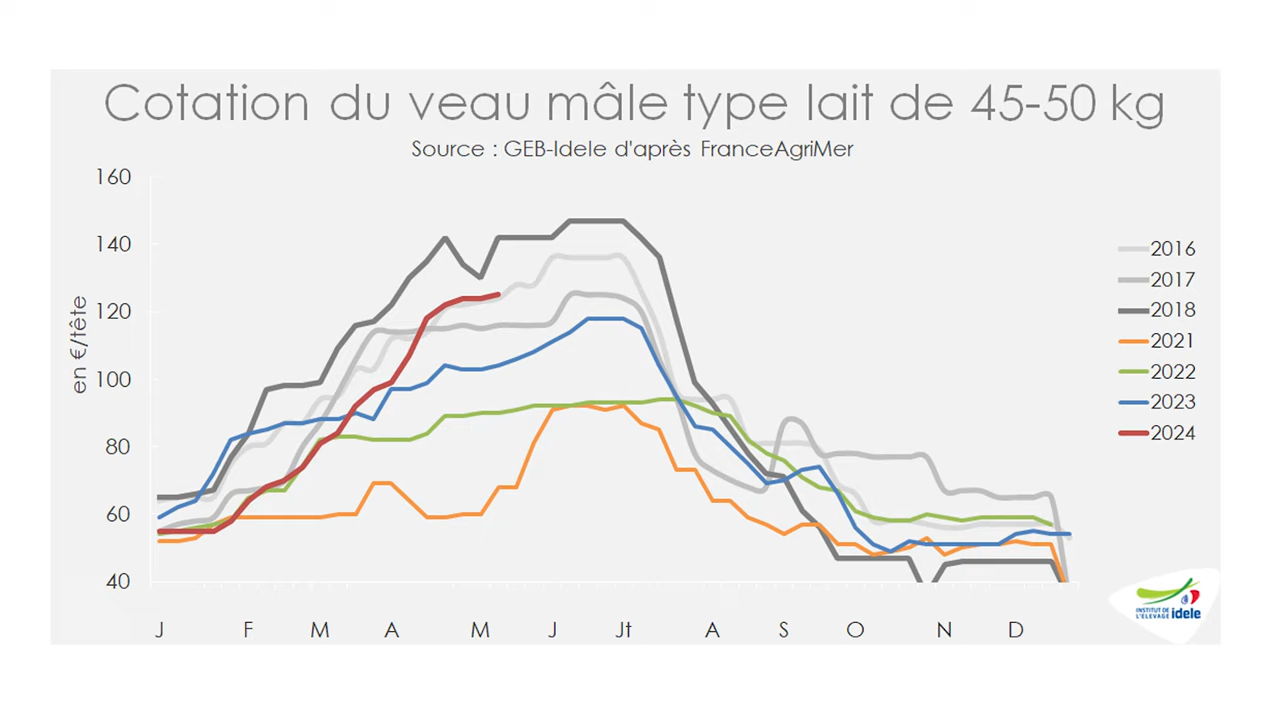 Cotation du veau mâle type lait de 45-50 kg
Source : GEB-Idele d'après FranceAgriMer
en €/tête
160
140
120
100
80
60
40
J F M A M J Jt A S O N D
2016
2017
2018
2021
2022
2023
2024
INSTITUT DE
L'ELEVAGE idele